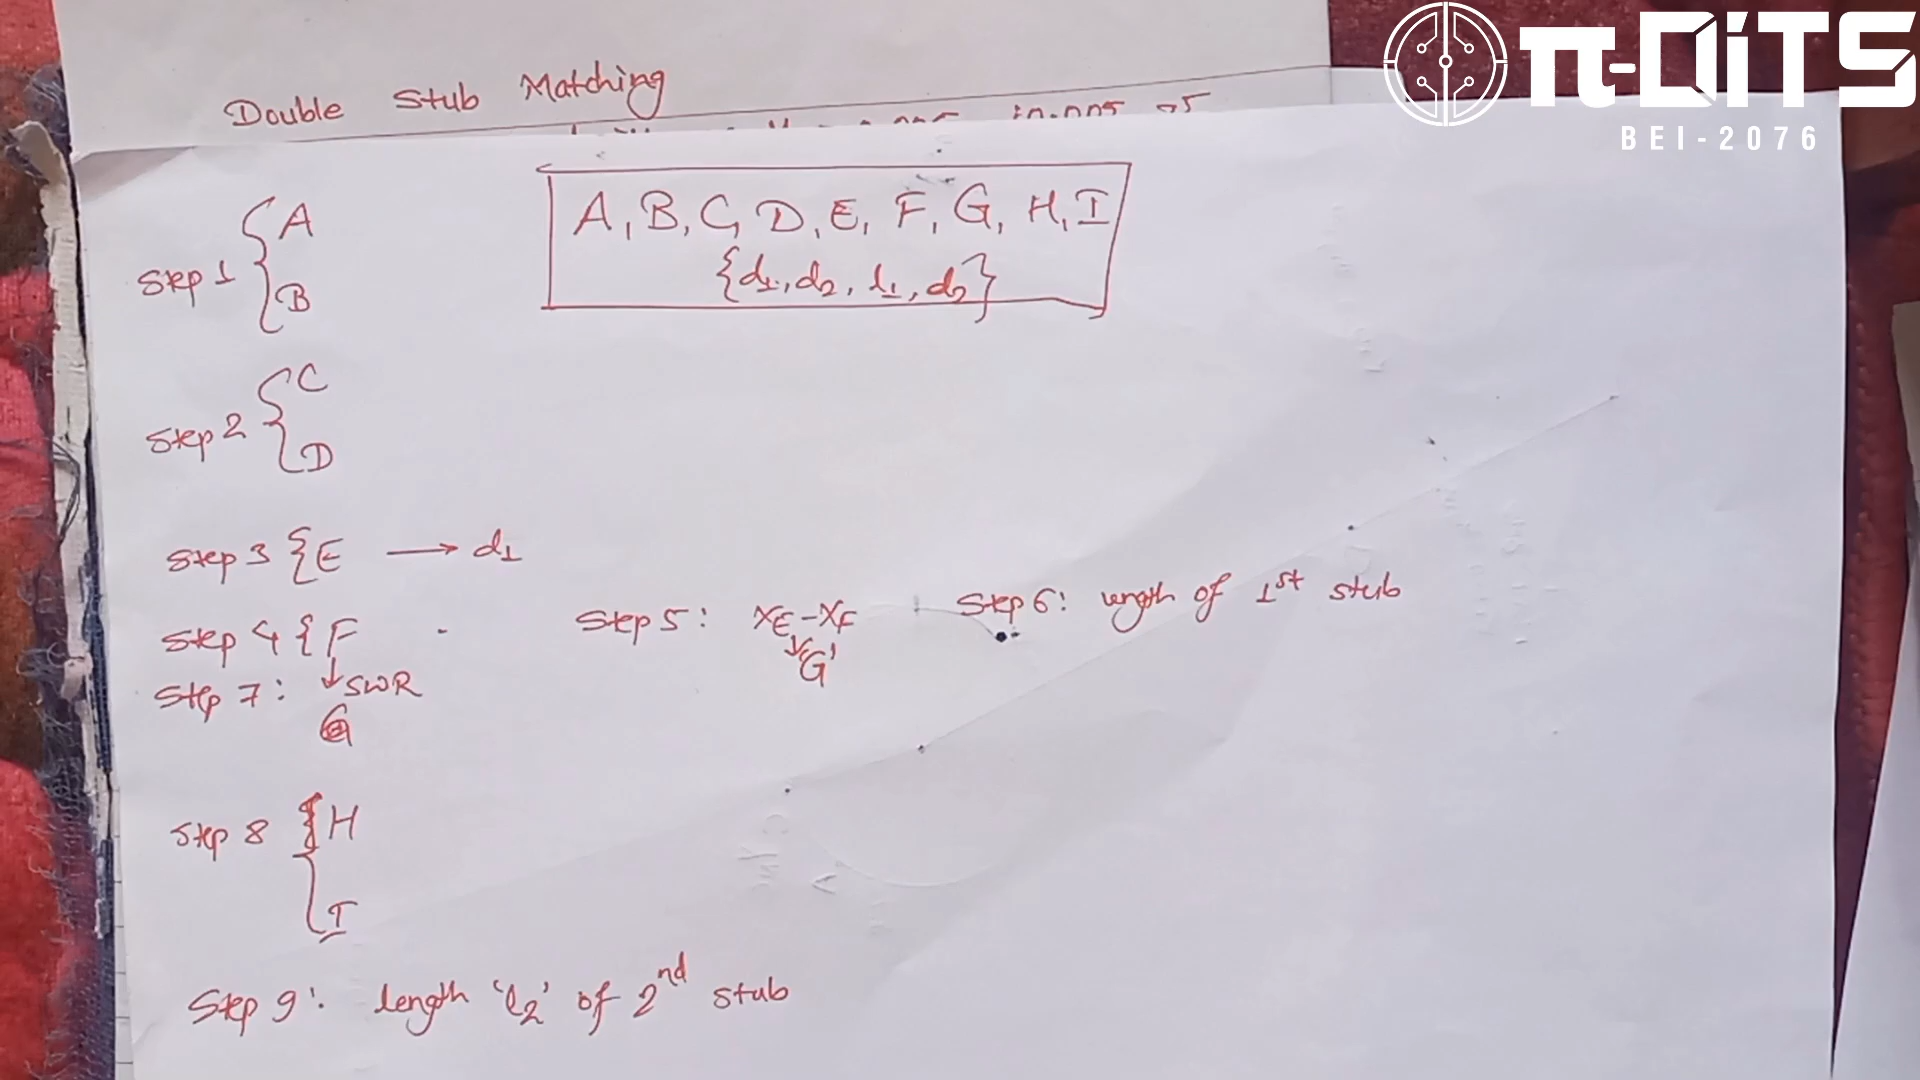 π-DiTS
BEI-2076
Double Stub Matching
A, B, C, D, E, F, G, H, I
{d1, d2, l1, d2}
Step 1 { A
B
Step 2 { C
D
Step 3 { E → d1
Step 4 { F
Step 5 : XE - XF
G'
Step 6 : length of 1st stub
Step 7 : ↓ SWR
G
Step 8 { H
I
Step 9 : length 'l2' of 2nd stub